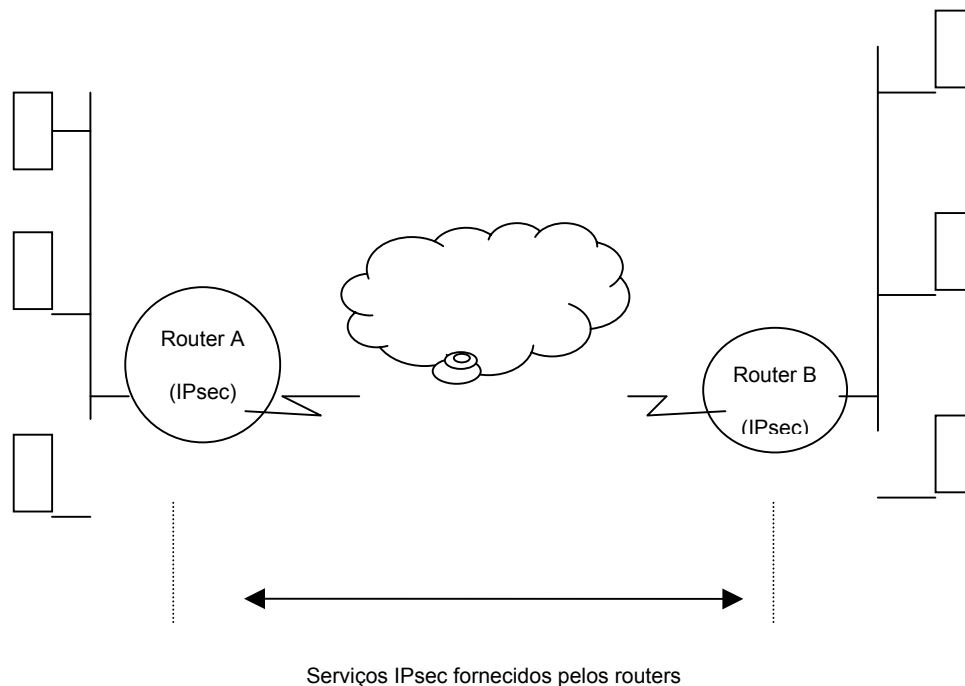 Router A
(IPsec)
Router B
(IPsec)
Serviços IPsec fornecidos pelos routers